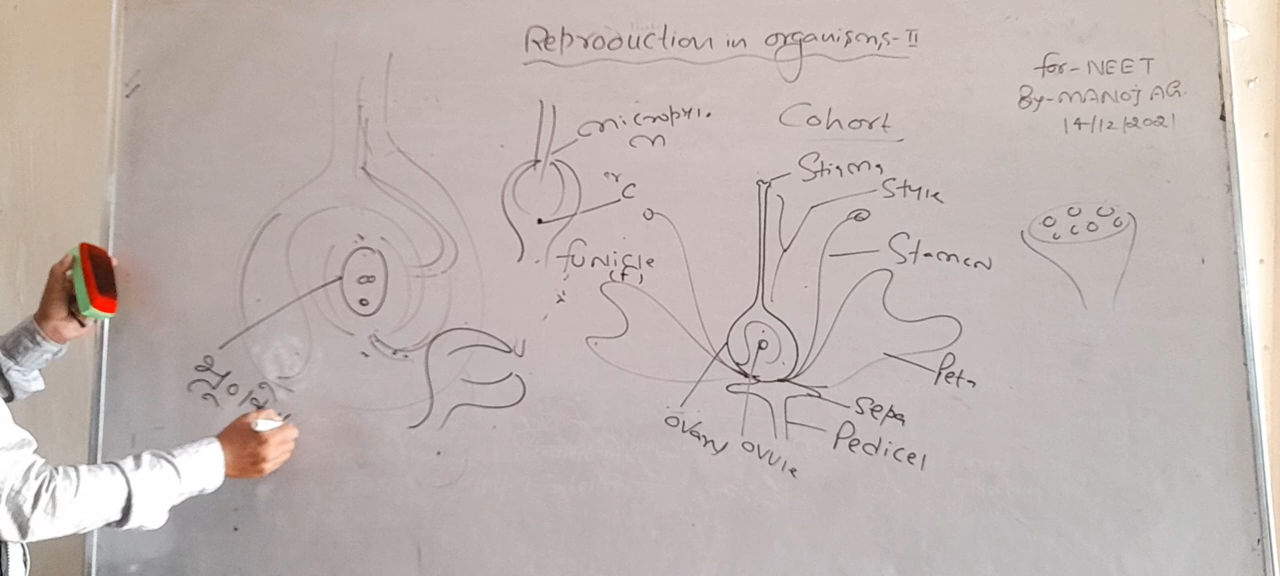 Reproduction in organisms-II
for-NEET
By-MANOJ AG.
14/12/2021
Cohort
C
funicle
(f)
Stigma
Style
Stamen
Peta
Sepa
Pedicel
Ovary
Ovule